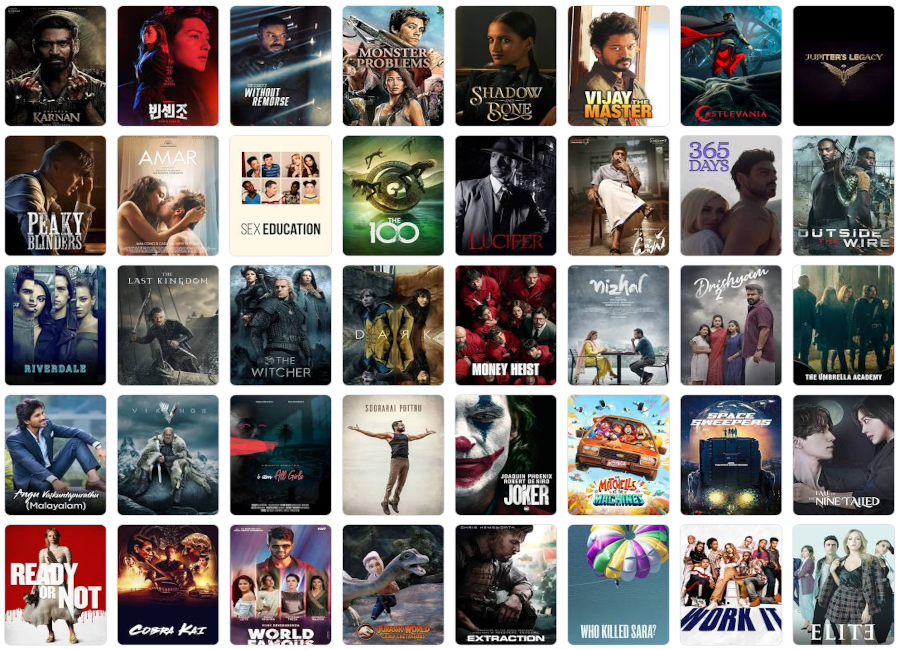 KARNAN
빈센조
WITHOUT
REMORSE
MONSTER
PROBLEMS
SHADOW
AND
BONE
VIJAY THE
MASTER
CASTLEVANIA
JUPITER'S LEGACY
PEAKY
BLINDERS
AMAR
SEX EDUCATION
THE
100
LUCIFER
365
DAYS
OUTSIDE
THE WIRE
RIVERDALE
THE
LAST KINGDOM
THE
WITCHER
DARK
MONEY HEIST
nizhal
Drishyam
2
THE UMBRELLA ACADEMY
Angu Vaikuntapurathu
(Malayalam)
VIKINGS
i am All Girls
SOORARAI POTTRU
JOAQUIN PHOENIX
ROBERT DE NIRO
JOKER
THE MITCHELLS
VS. THE
MACHINES
SPACE
SWEEPERS
TALE OF
THE NINE TAILED
READY
OR NOT
COBRA KAI
WORLD
FAMOUS
JURASSIC WORLD
CAMP CRETACEOUS
CHRIS HEMSWORTH
EXTRACTION
WHO KILLED SARA?
WORK IT
ELITE